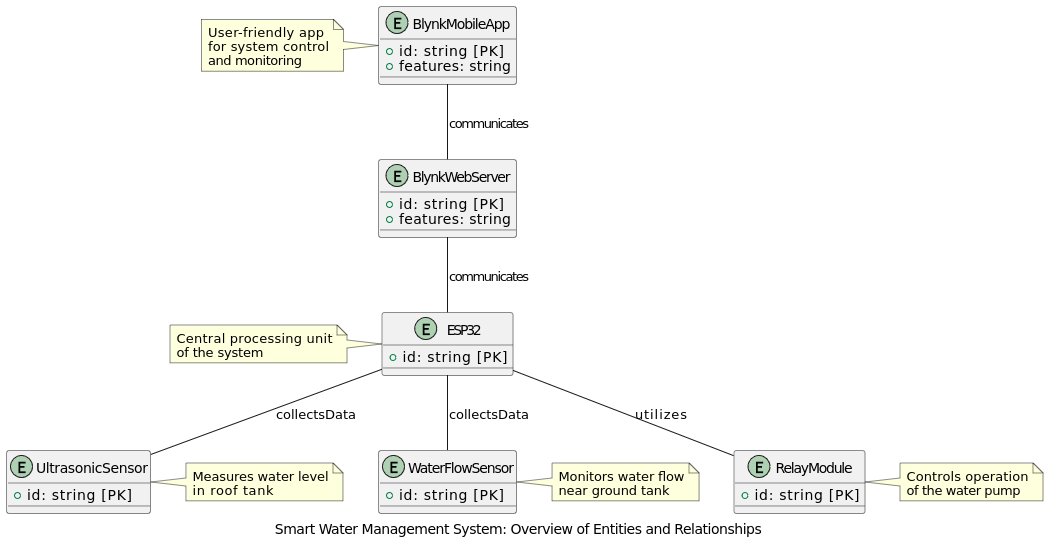 User-friendly app
for system control
and monitoring
E BlynkMobileApp
id: string [PK]
features: string
communicates
E BlynkWebServer
id: string [PK]
features: string
communicates
Central processing unit
of the system
E ESP32
id: string [PK]
collectsData
collectsData
utilizes
E UltrasonicSensor
id: string [PK]
Measures water level
in roof tank
E WaterFlowSensor
id: string [PK]
Monitors water flow
near ground tank
E RelayModule
id: string [PK]
Controls operation
of the water pump
Smart Water Management System: Overview of Entities and Relationships